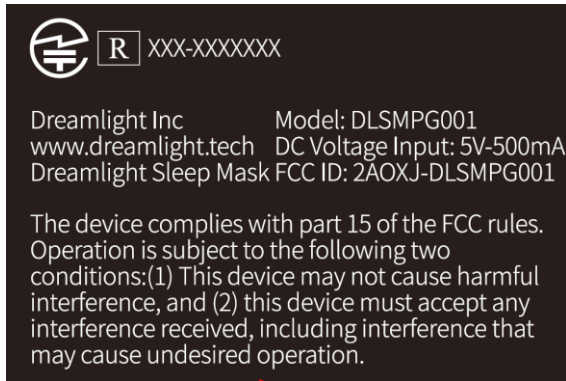 R XXX-XXXXXXX
Dreamlight Inc Model: DLSMPG001
www.dreamlight.tech DC Voltage Input: 5V-500mA
Dreamlight Sleep Mask FCC ID: 2AOXJ-DLSMPG001
The device complies with part 15 of the FCC rules.
Operation is subject to the following two
conditions:(1) This device may not cause harmful
interference, and (2) this device must accept any
interference received, including interference that
may cause undesired operation.